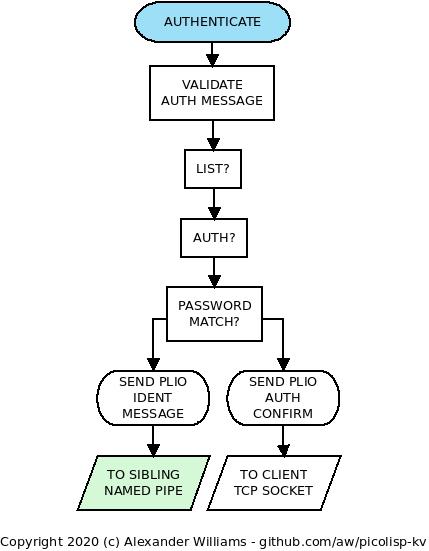 AUTHENTICATE
VALIDATE
AUTH MESSAGE
LIST?
AUTH?
PASSWORD
MATCH?
SEND PLIO
IDENT
MESSAGE
SEND PLIO
AUTH
CONFIRM
TO SIBLING
NAMED PIPE
TO CLIENT
TCP SOCKET
Copyright 2020 (c) Alexander Williams - github.com/aw/picolisp-kv